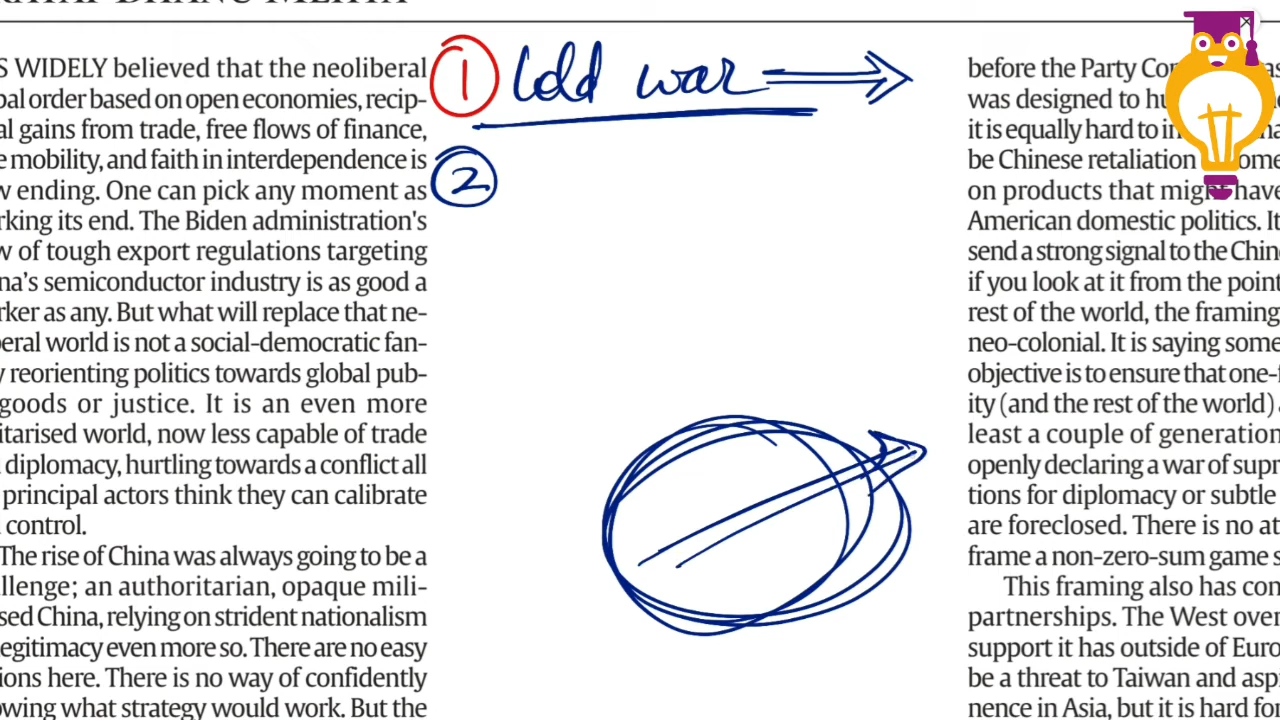 S WIDELY believed that the neoliberal
bal order based on open economies, recip-
al gains from trade, free flows of finance,
e mobility, and faith in interdependence is
w ending. One can pick any moment as
rking its end. The Biden administration's
w of tough export regulations targeting
na's semiconductor industry is as good a
rker as any. But what will replace that ne-
beral world is not a social-democratic fan-
y reorienting politics towards global pub-
goods or justice. It is an even more
itarised world, now less capable of trade
diplomacy, hurtling towards a conflict all
principal actors think they can calibrate
control.
The rise of China was always going to be a
llenge; an authoritarian, opaque mili-
sed China, relying on strident nationalism
legitimacy even more so. There are no easy
ions here. There is no way of confidently
owing what strategy would work. But the
1 Cold war
2
before the Party
was designed to
it is equally hard to
be Chinese retaliation
on products that might have
American domestic politics. It
send a strong signal to the Chin
if you look at it from the point
rest of the world, the framing
neo-colonial. It is saying some
objective is to ensure that one-f
ity (and the rest of the world)
least a couple of generation
openly declaring a war of supr
tions for diplomacy or subtle
are foreclosed. There is no at
frame a non-zero-sum game s
This framing also has con
partnerships. The West over
support it has outside of Euro
be a threat to Taiwan and asp
nence in Asia, but it is hard for